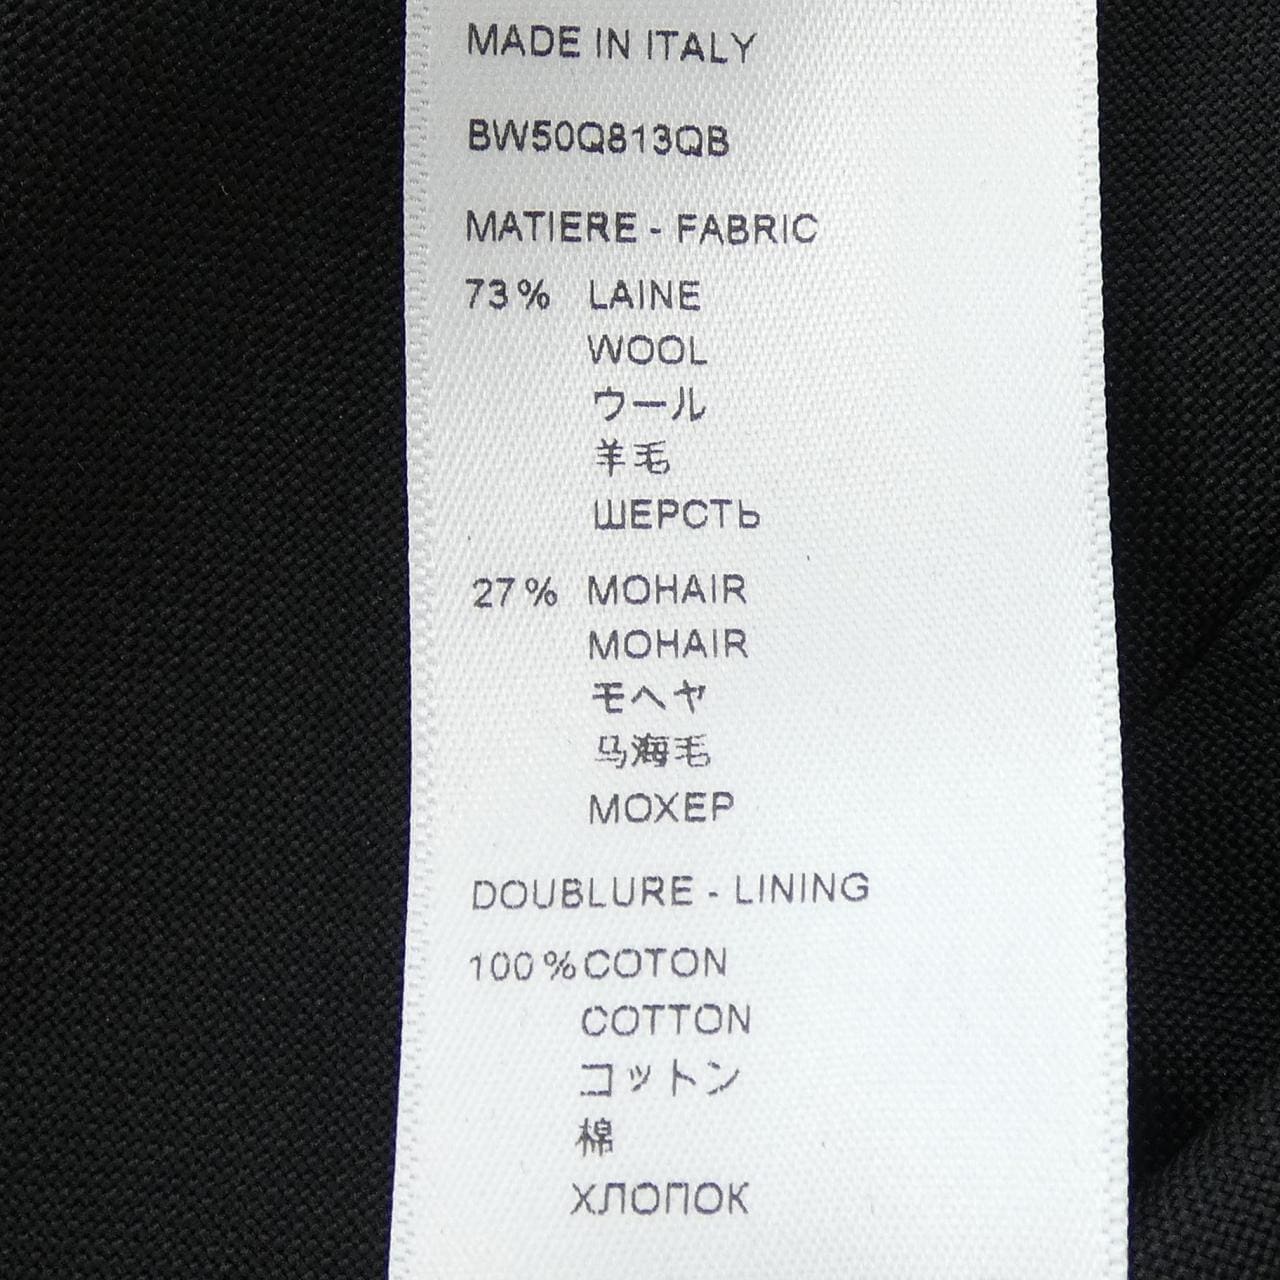 MADE IN ITALY
BW50Q813QB
MATIERE - FABRIC
73% LAINE
WOOL
ウール
羊毛
ШЕРСТЬ
27% MOHAIR
MOHAIR
モヘヤ
马海毛
МОХЕР
DOUBLURE - LINING
100% COTON
COTTON
コットン
棉
ХЛОПОК